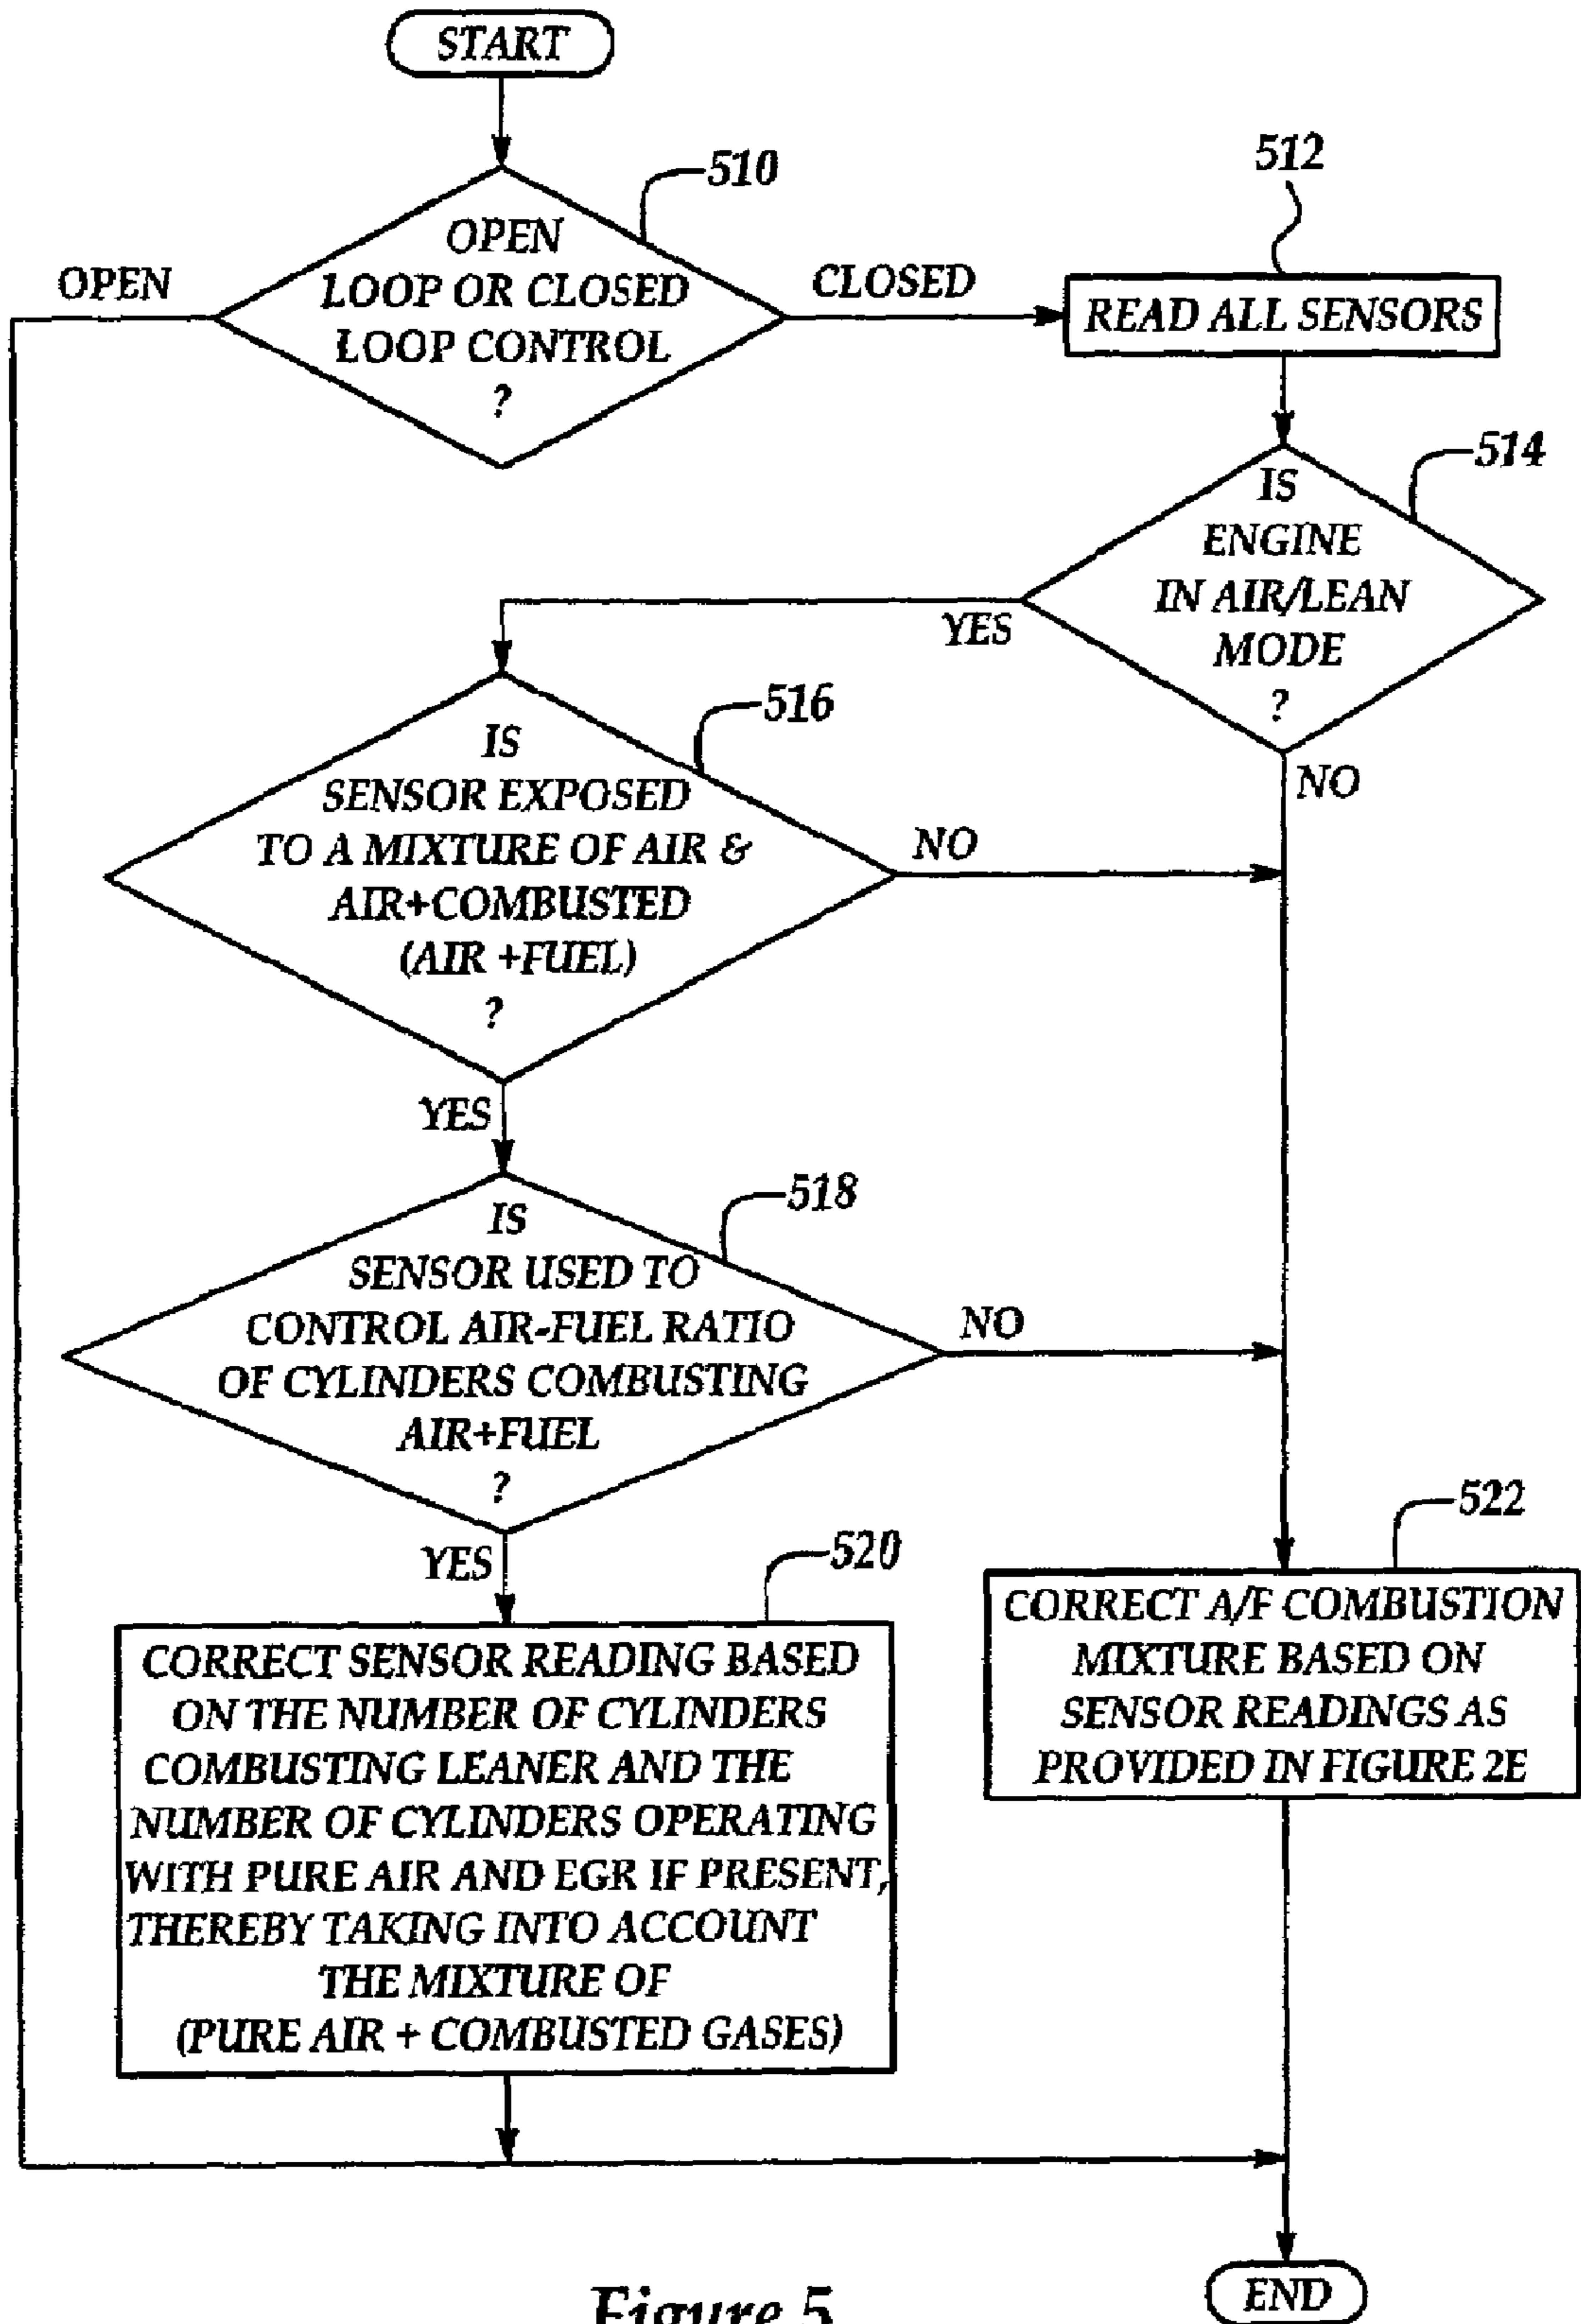 START
510
OPEN
LOOP OR CLOSED
LOOP CONTROL
?
OPEN
CLOSED
512
READ ALL SENSORS
514
IS
ENGINE
IN AIR/LEAN
MODE
?
YES
NO
516
IS
SENSOR EXPOSED
TO A MIXTURE OF AIR &
AIR+COMBUSTED
(AIR +FUEL)
?
NO
YES
518
IS
SENSOR USED TO
CONTROL AIR-FUEL RATIO
OF CYLINDERS COMBUSTING
AIR+FUEL
?
NO
YES
520
CORRECT SENSOR READING BASED
ON THE NUMBER OF CYLINDERS
COMBUSTING LEANER AND THE
NUMBER OF CYLINDERS OPERATING
WITH PURE AIR AND EGR IF PRESENT,
THEREBY TAKING INTO ACCOUNT
THE MIXTURE OF
(PURE AIR + COMBUSTED GASES)
522
CORRECT A/F COMBUSTION
MIXTURE BASED ON
SENSOR READINGS AS
PROVIDED IN FIGURE 2E
END
Figure 5